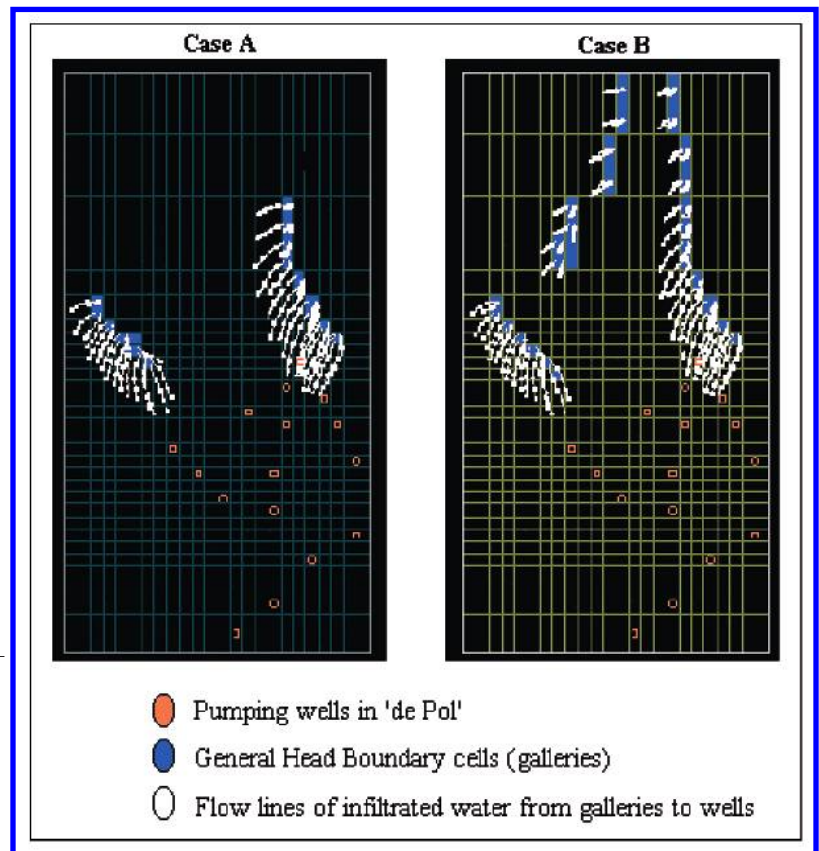 Case A
Case B
Pumping wells in 'de Pol'
General Head Boundary cells (galleries)
Flow lines of infiltrated water from galleries to wells